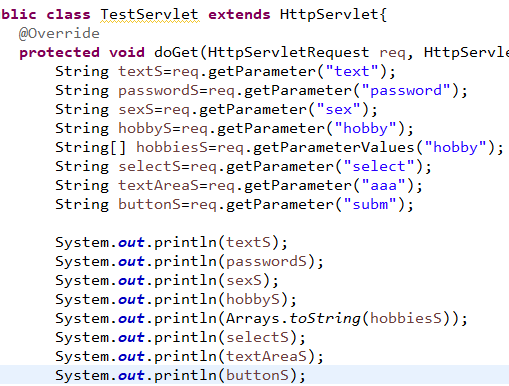 blic class TestServlet extends HttpServlet{
@Override
protected void doGet(HttpServletRequest req, HttpServle
String textS=req.getParameter("text");
String passwordS=req.getParameter("password");
String sexS=req.getParameter("sex");
String hobbyS=req.getParameter("hobby");
String[] hobbiesS=req.getParameterValues("hobby");
String selectS=req.getParameter("select");
String textAreaS=req.getParameter("aaa");
String buttonS=req.getParameter("subm");
System.out.println(textS);
System.out.println(passwordS);
System.out.println(sexS);
System.out.println(hobbyS);
System.out.println(Arrays.toString(hobbiesS));
System.out.println(selectS);
System.out.println(textAreaS);
System.out.println(buttonS);